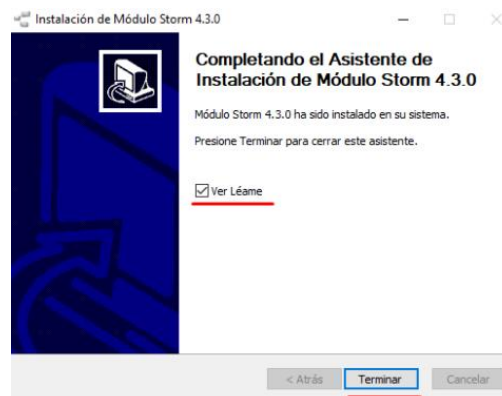 Instalación de Módulo Storm 4.3.0
Completando el Asistente de
Instalación de Módulo Storm 4.3.0
Módulo Storm 4.3.0 ha sido instalado en su sistema.
Presione Terminar para cerrar este asistente.
Ver Léame
< Atrás Terminar Cancelar